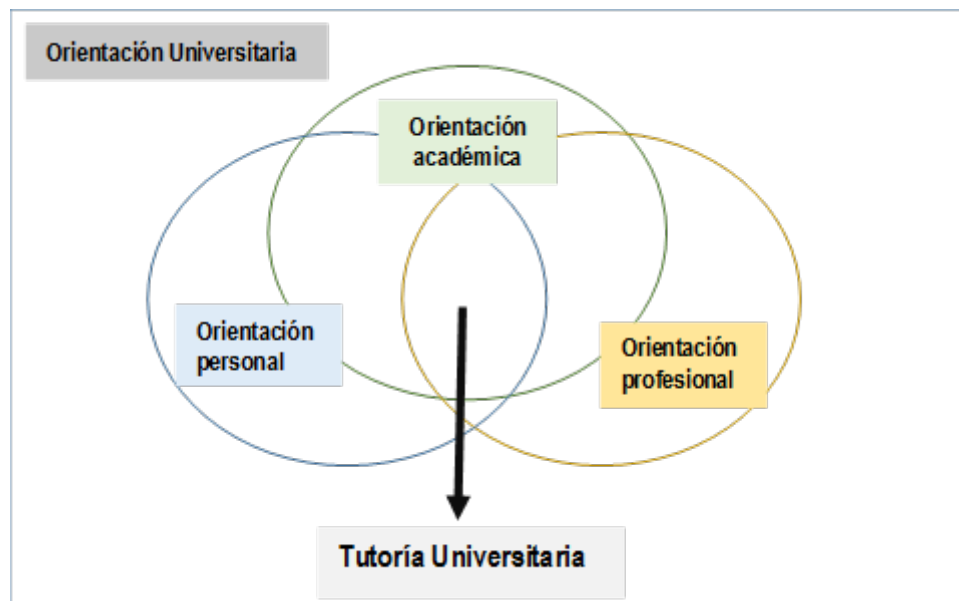 Orientación Universitaria
Orientación
académica
Orientación
personal
Orientación
profesional
Tutoría Universitaria